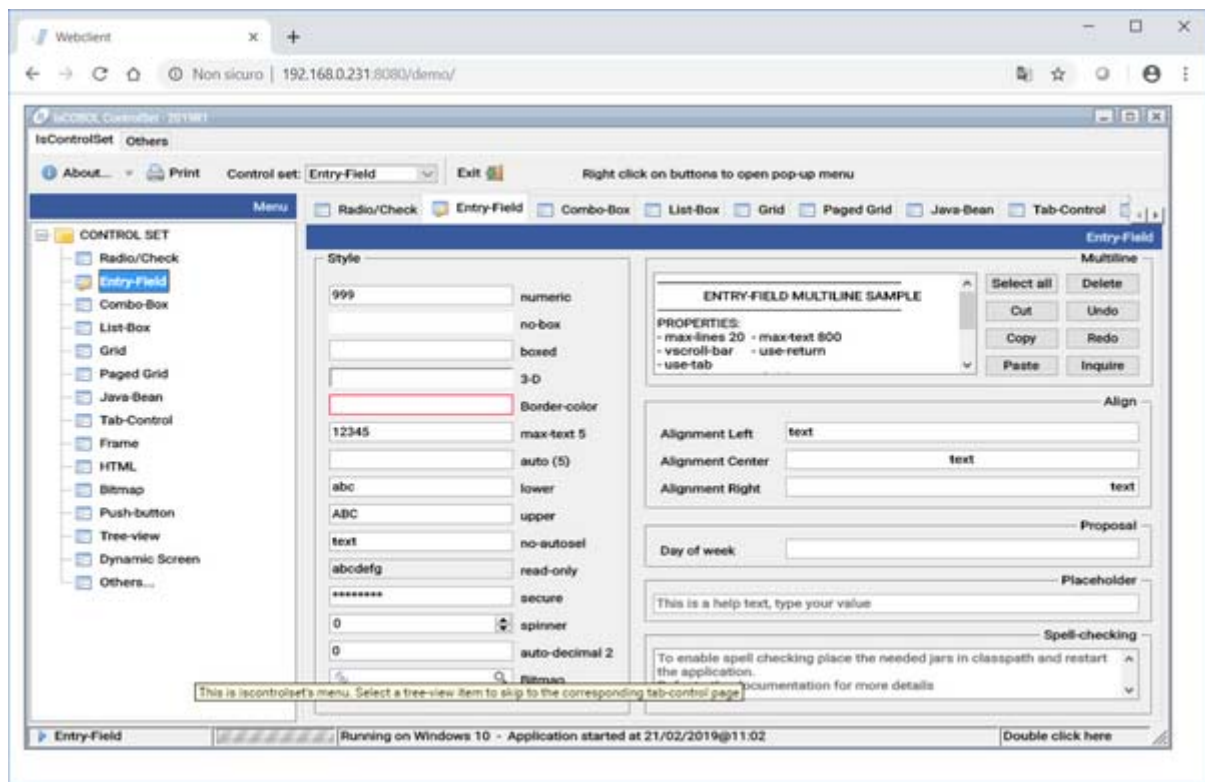 Webclient
Non sicuro | 192.168.0.231:8080/demo/
isCOBOL ControlSet - 2019R1
IsControlSet Others
About... Print Control set: Entry-Field Exit Right click on buttons to open pop-up menu
Menu
Radio/Check Entry-Field Combo-Box List-Box Grid Paged Grid Java-Bean Tab-Control
CONTROL SET
Radio/Check
Entry-Field
Combo-Box
List-Box
Grid
Paged Grid
Java-Bean
Tab-Control
Frame
HTML
Bitmap
Push-button
Tree-view
Dynamic Screen
Others...
Entry-Field
Style
999 numeric
no-box
boxed
3-D
Border-color
12345 max-text 5
auto (5)
abc lower
ABC upper
text no-autosel
abcdefg read-only
******** secure
0 spinner
0 auto-decimal 2
Bitmap
Multiline
ENTRY-FIELD MULTILINE SAMPLE
PROPERTIES:
- max-lines 20 - max-text 800
- vscroll-bar - use-return
- use-tab
Select all Delete
Cut Undo
Copy Redo
Paste Inquire
Align
Alignment Left text
Alignment Center text
Alignment Right text
Proposal
Day of week
Placeholder
This is a help text, type your value
Spell-checking
To enable spell checking place the needed jars in classpath and restart
the application.
documentation for more details
This is iscontrolset's menu. Select a tree-view item to skip to the corresponding tab-control page
Entry-Field Running on Windows 10 - Application started at 21/02/2019@11:02 Double click here